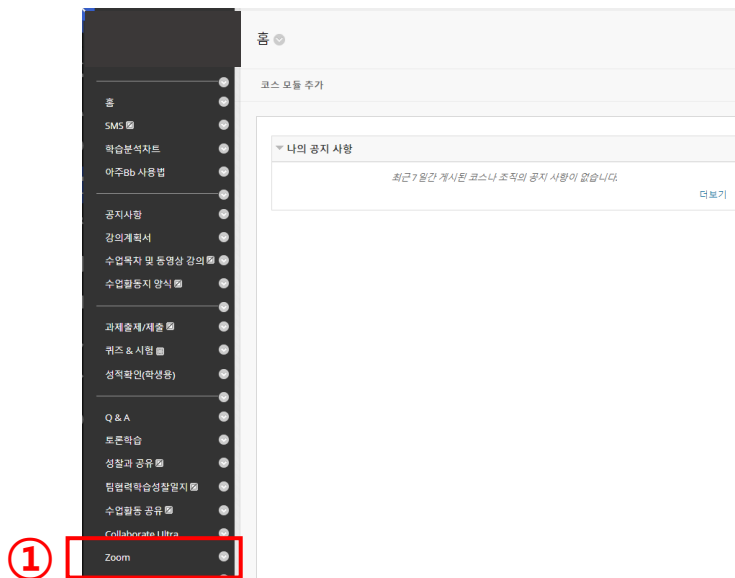 홈
코스 모듈 추가
홈
SMS
학습분석차트
아주Bb 사용법
공지사항
강의계획서
수업목차 및 동영상 강의
수업활동지 양식
과제출제/제출
퀴즈 & 시험
성적확인(학생용)
Q & A
토론학습
성찰과 공유
팀협력학습성찰일지
수업활동 공유
Collaborate Ultra
① Zoom
나의 공지 사항
최근 7 일간 게시된 코스나 조직의 공지 사항이 없습니다.
더보기